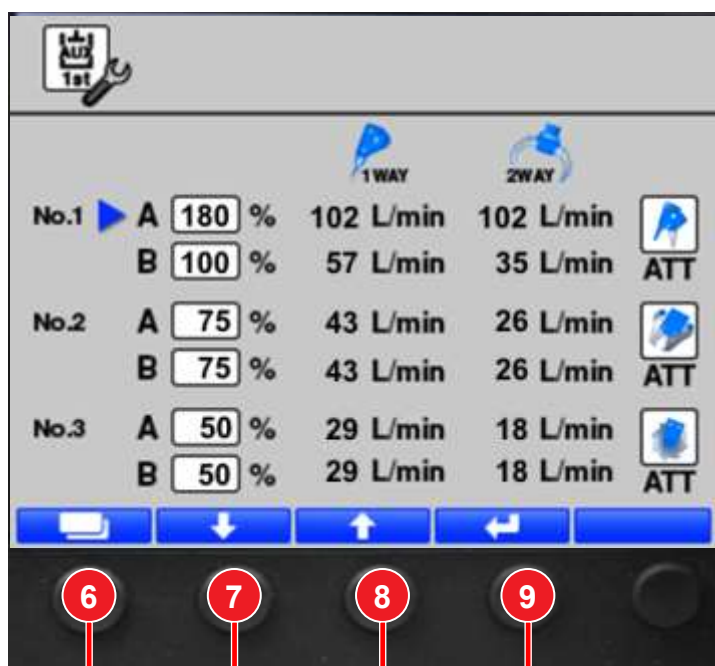 AUX
1st
1WAY 2WAY
No.1 A 180 % 102 L/min 102 L/min
B 100 % 57 L/min 35 L/min ATT
No.2 A 75 % 43 L/min 26 L/min
B 75 % 43 L/min 26 L/min ATT
No.3 A 50 % 29 L/min 18 L/min
B 50 % 29 L/min 18 L/min ATT
6 7 8 9